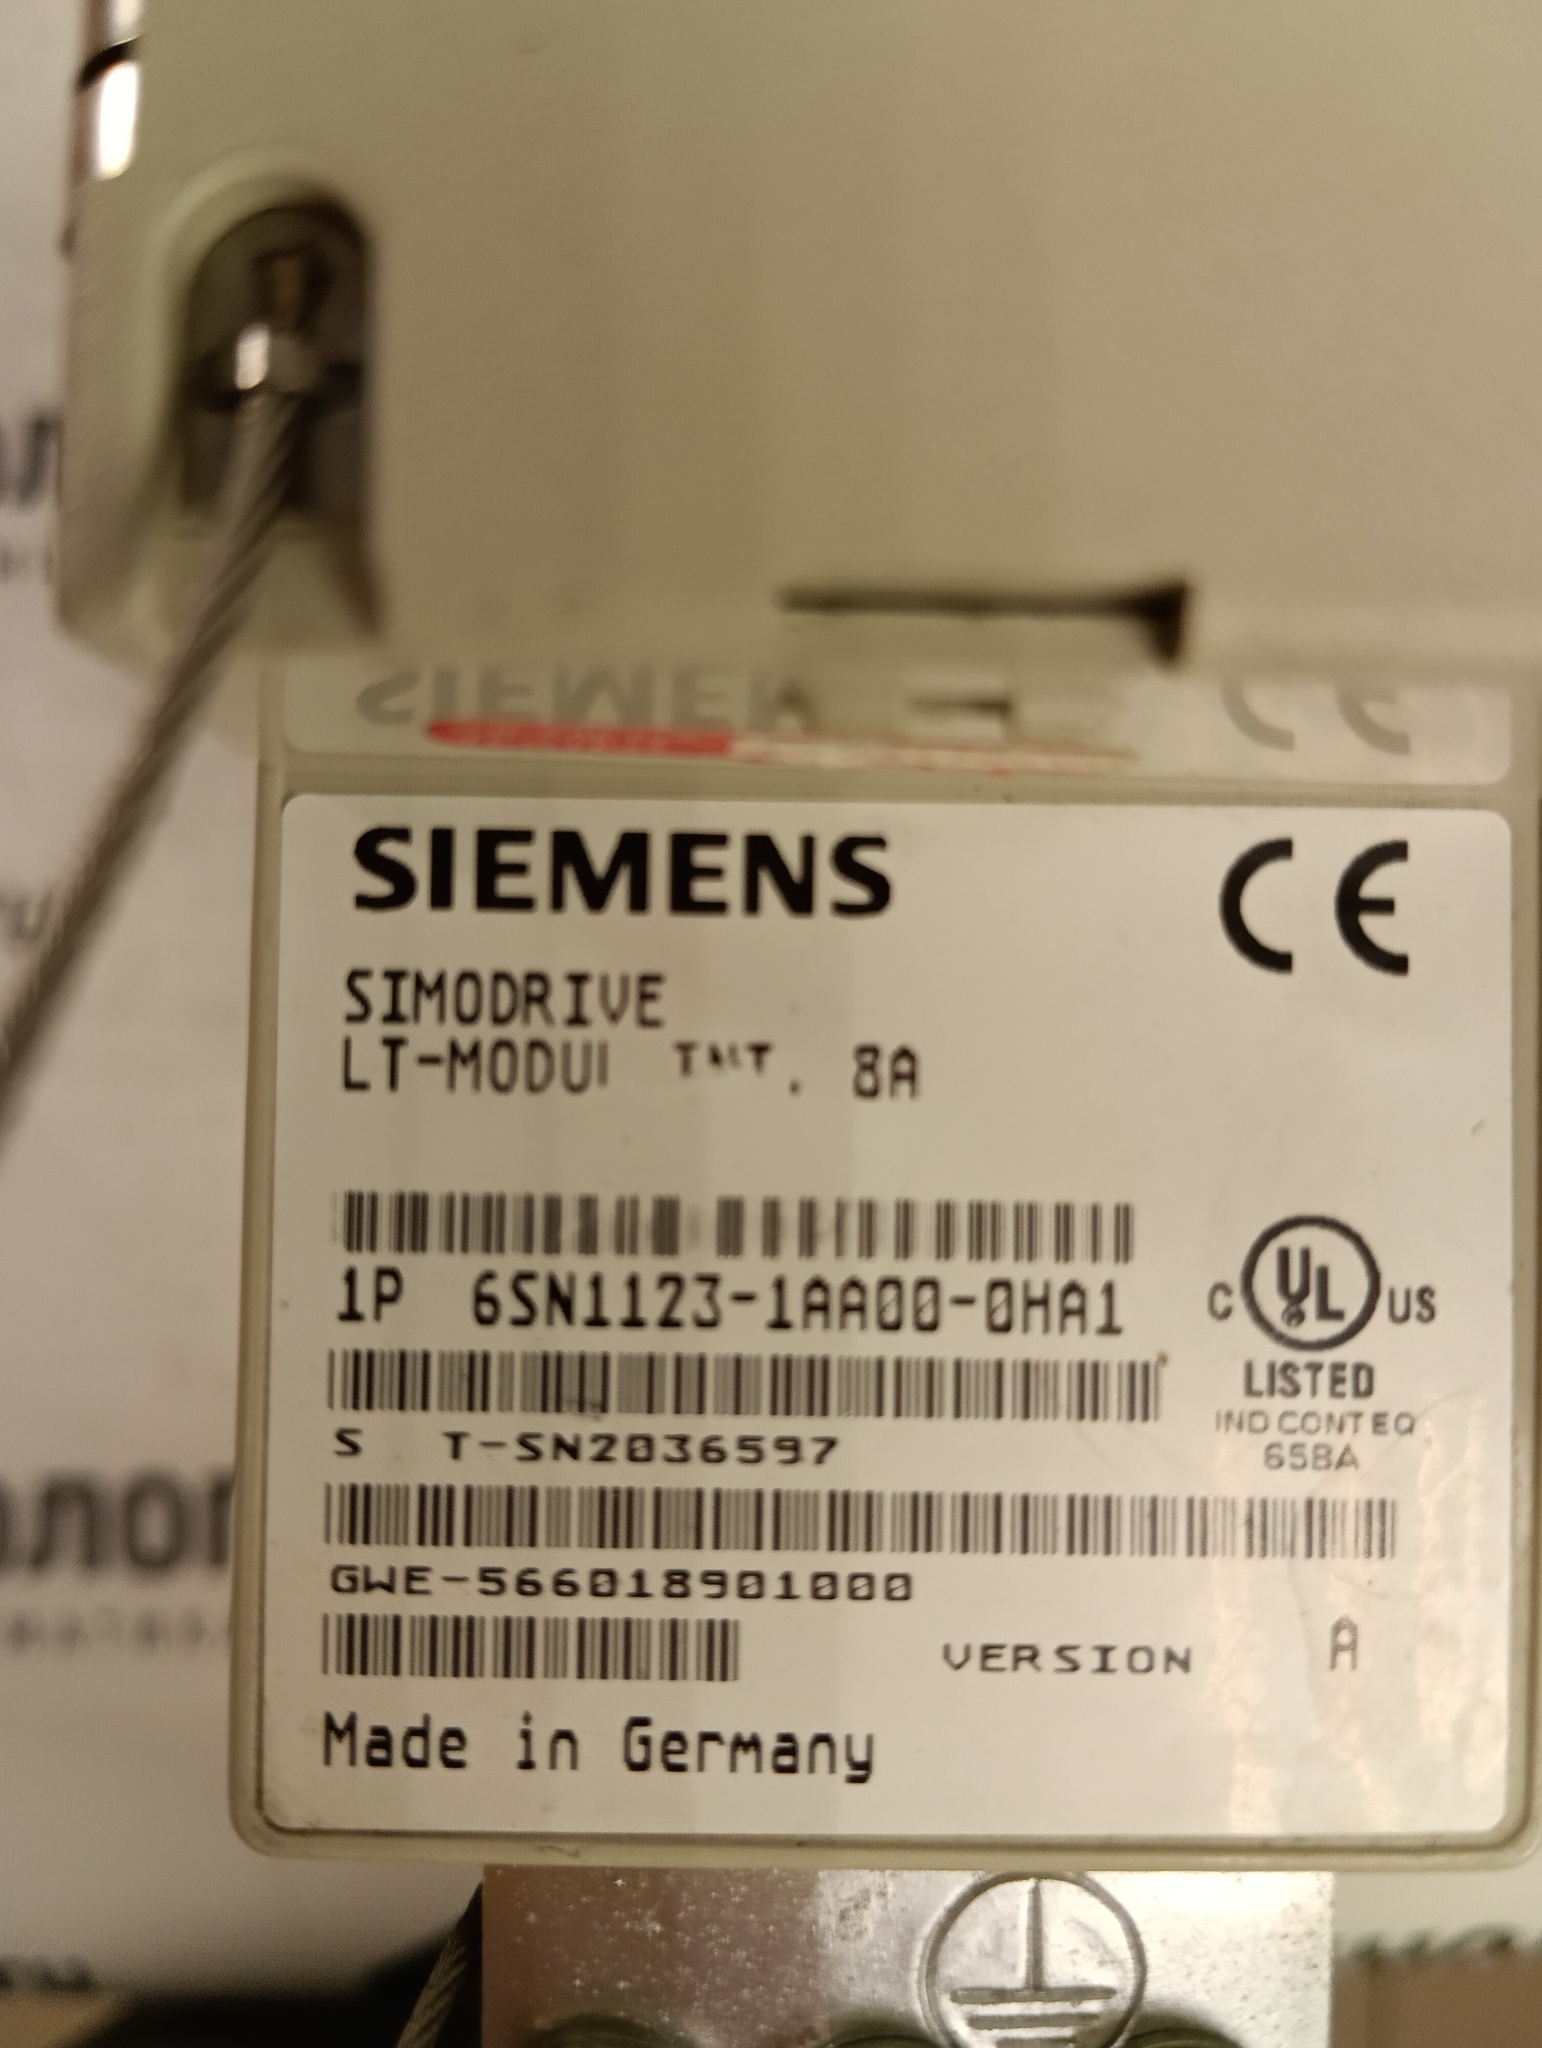 SIEMENS
CE
SIMODRIVE
LT-MODUL INT. 8A
1P 6SN1123-1AA00-0HA1
C UL US
LISTED
IND CONT EQ
65BA
S T-SN2036597
GWE-566018901000
VERSION A
Made in Germany